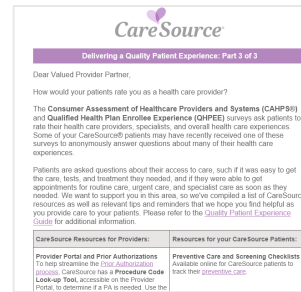 CareSource
Delivering a Quality Patient Experience: Part 3 of 3
Dear Valued Provider Partner,
How would your patients rate you as a health care provider?
The Consumer Assessment of Healthcare Providers and Systems (CAHPS®)
and Qualified Health Plan Enrollee Experience (QHPEE) surveys ask patients to
rate their health care providers, specialists, and overall health care experiences.
Some of your CareSource® patients may have recently received one of these
surveys to anonymously answer questions about many of their health care
experiences.
Patients are asked questions about their access to care, such if it was easy to get
the care, tests, and treatment they needed, and if they were able to get
appointments for routine care, urgent care, and specialist care as soon as they
needed. We want to support you in this area, so we've compiled a list of CareSource
resources as well as relevant tips and reminders that we hope you find helpful as
you provide care to your patients. Please refer to the Quality Patient Experience
Guide for additional information.
CareSource Resources for Providers:
Resources for your CareSource Patients:
Provider Portal and Prior Authorizations
To help streamline the Prior Authorization
process, CareSource has a Procedure Code
Look-up Tool, accessible on the Provider
Portal, to determine if a PA is needed. Use the
Preventive Care and Screening Checklists
Available online for CareSource patients to
track their preventive care.